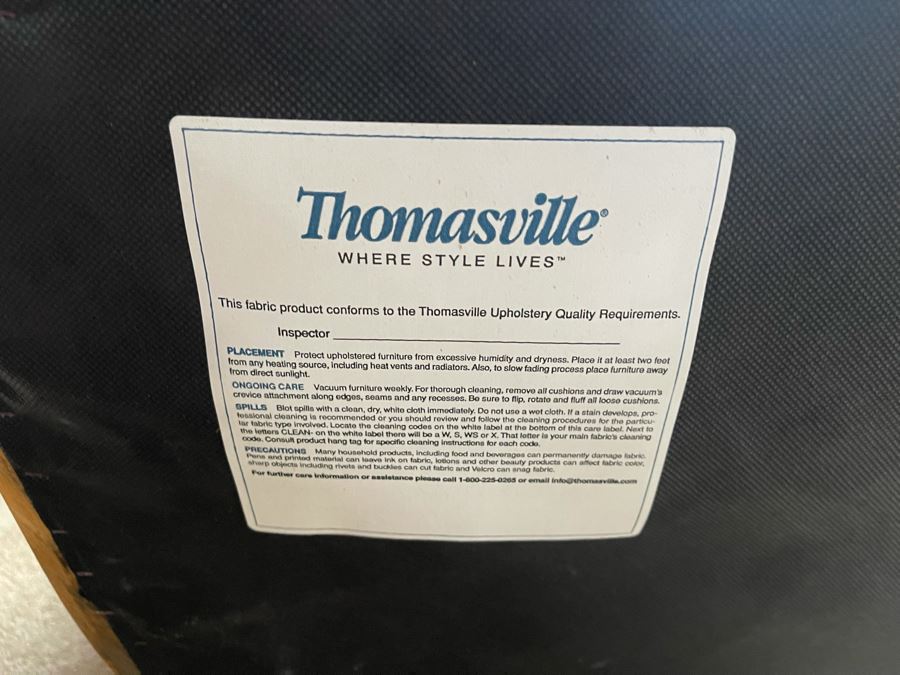 Thomasville®
WHERE STYLE LIVES™
This fabric product conforms to the Thomasville Upholstery Quality Requirements.
Inspector
PLACEMENT Protect upholstered furniture from excessive humidity and dryness. Place it at least two feet
from any heating source, including heat vents and radiators. Also, to slow fading process place furniture away
from direct sunlight.
ONGOING CARE Vacuum furniture weekly. For thorough cleaning, remove all cushions and draw vacuum's
crevice attachment along edges, seams and any recesses. Be sure to flip, rotate and fluff all loose cushions.
SPILLS Blot spills with a clean, dry, white cloth immediately. Do not use a wet cloth. If a stain develops, pro-
fessional cleaning is recommended or you should review and follow the cleaning procedures for the particu-
lar fabric type involved. Locate the cleaning codes on the white label at the bottom of this care label. Next to
the letters CLEAN- on the white label there will be a W, S, WS or X. That letter is your main fabric's cleaning
code. Consult product hang tag for specific cleaning instructions for each code.
PRECAUTIONS Many household products, including food and beverages can permanently damage fabric.
Pens and printed material can leave ink on fabric, lotions and other beauty products can affect fabric color,
sharp objects including rivets and buckles can cut fabric and Velcro can snag fabric.
For further care information or assistance please call 1-800-225-0265 or email info@thomasville.com